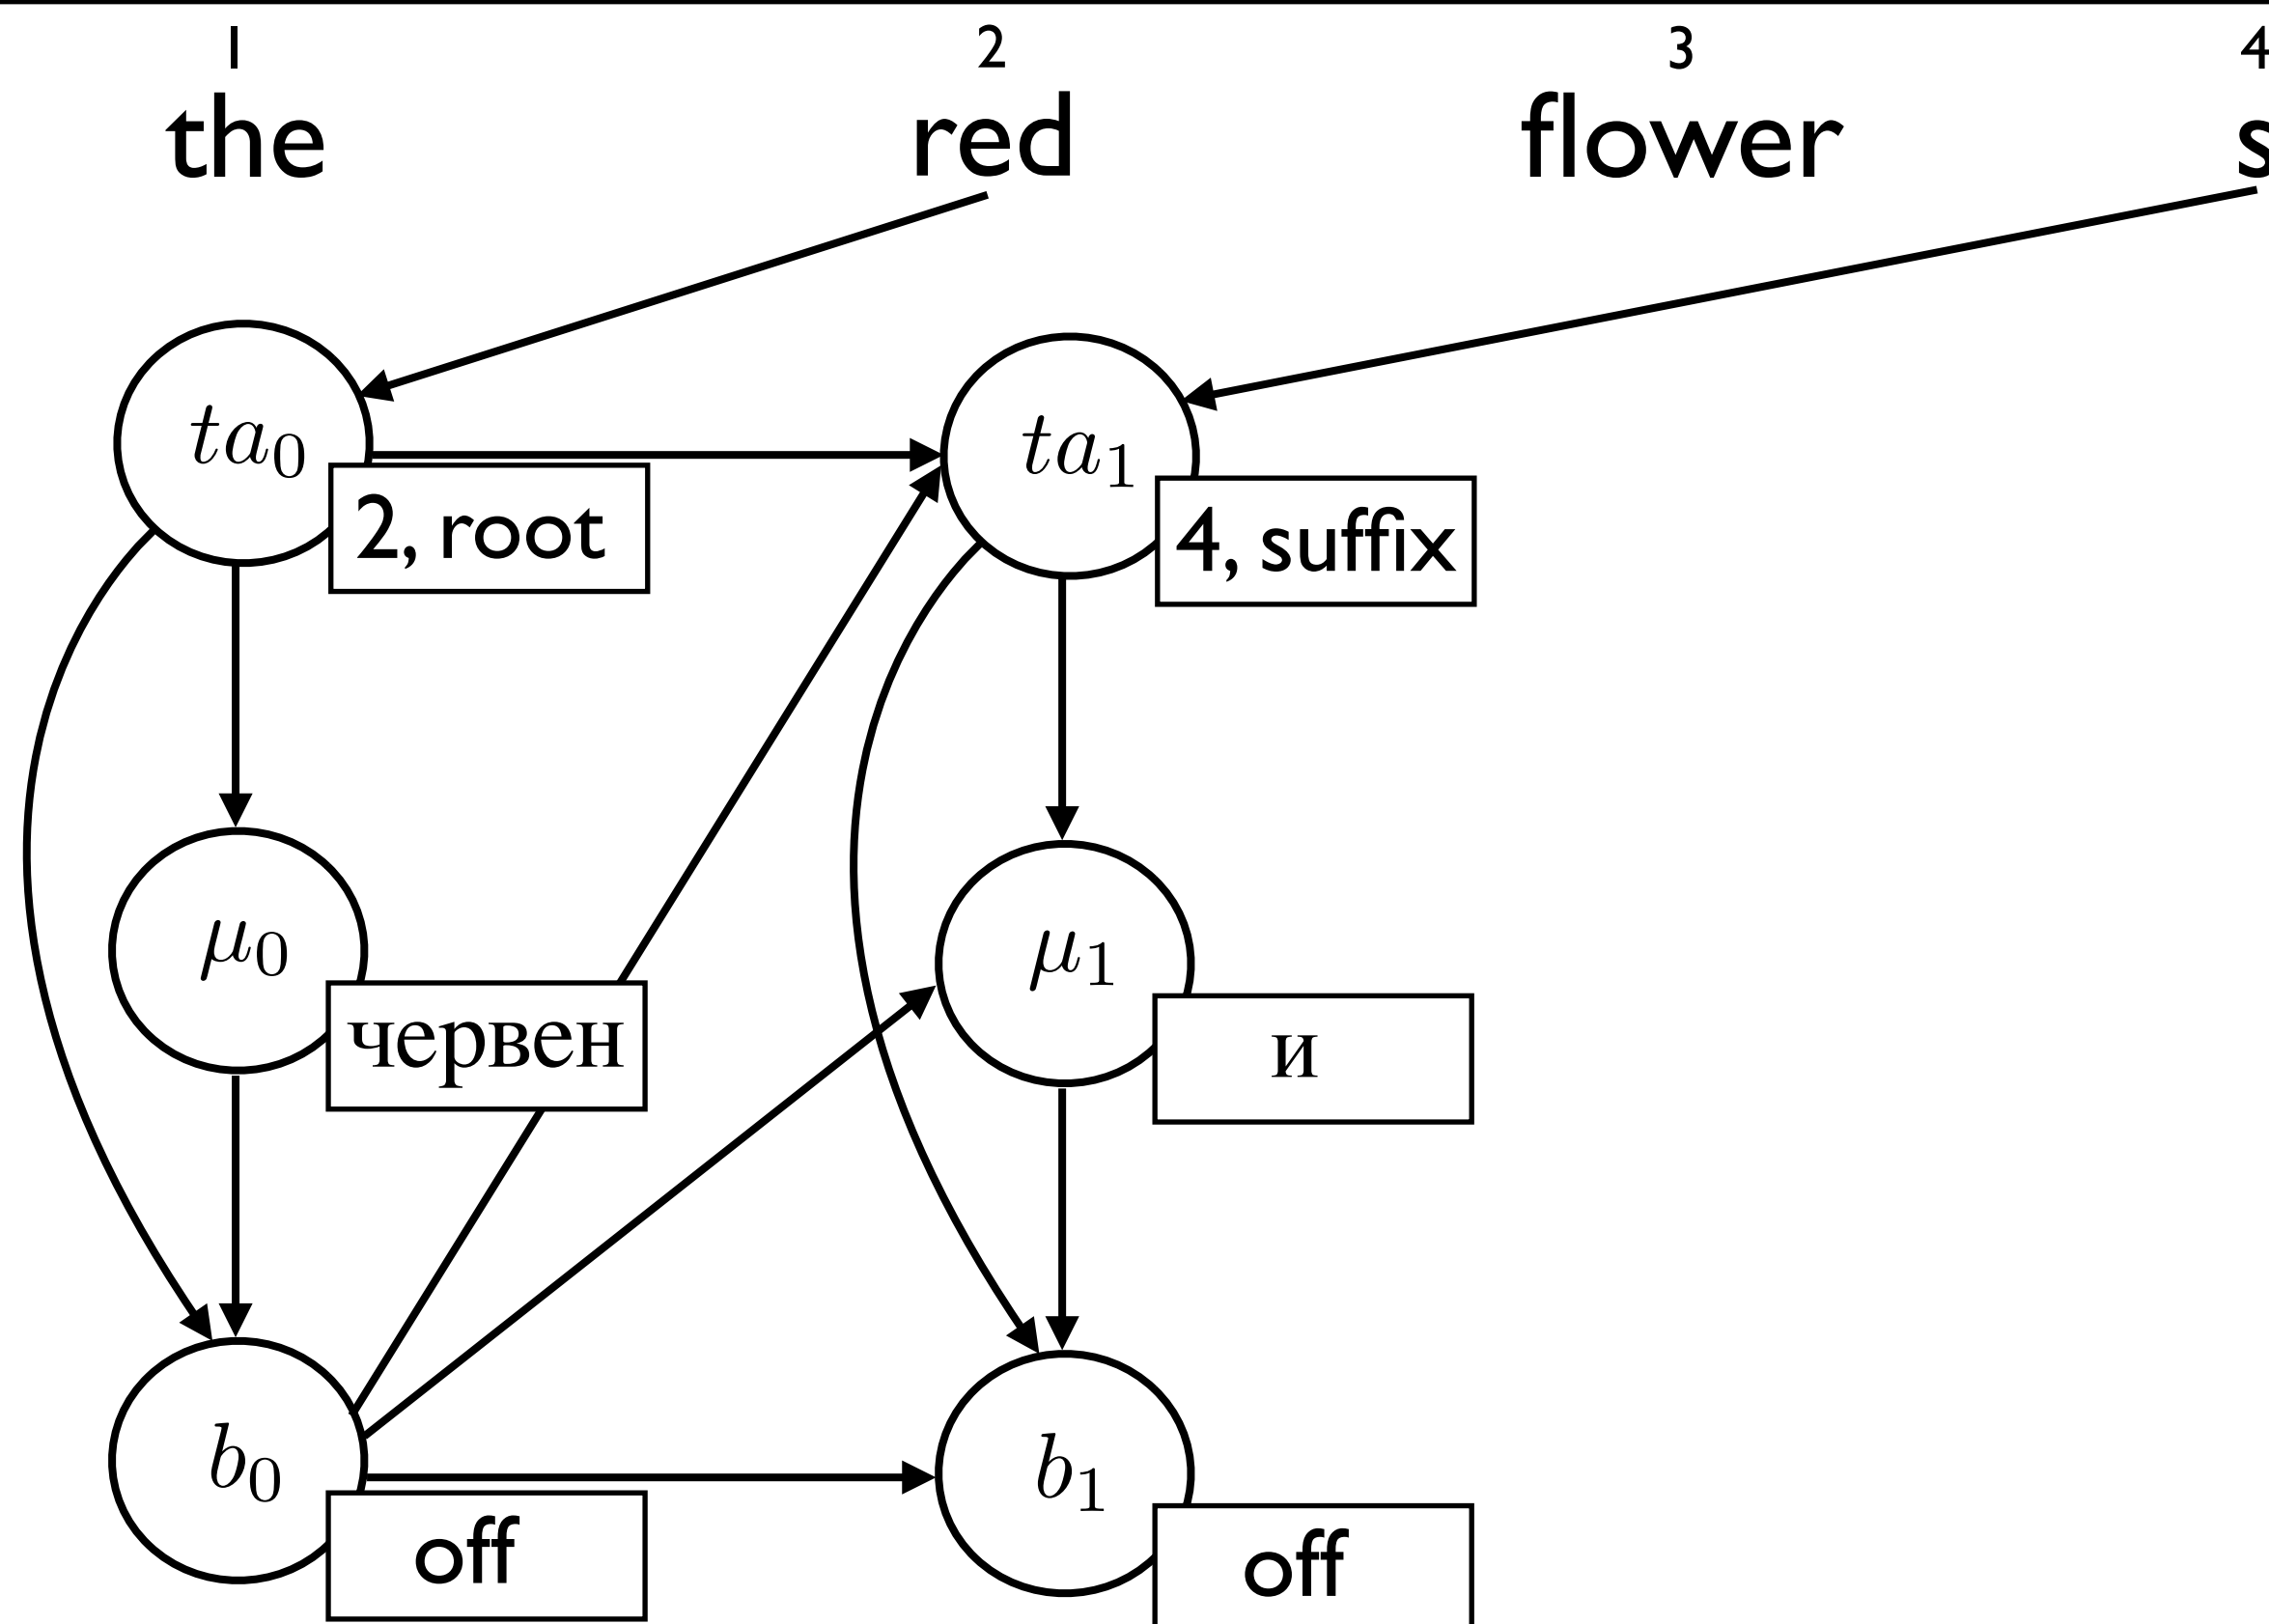 1 2 3 4
the red flower s
ta0 ta1
2, root 4, suffix
μ0 μ1
червен и
b0 b1
off off